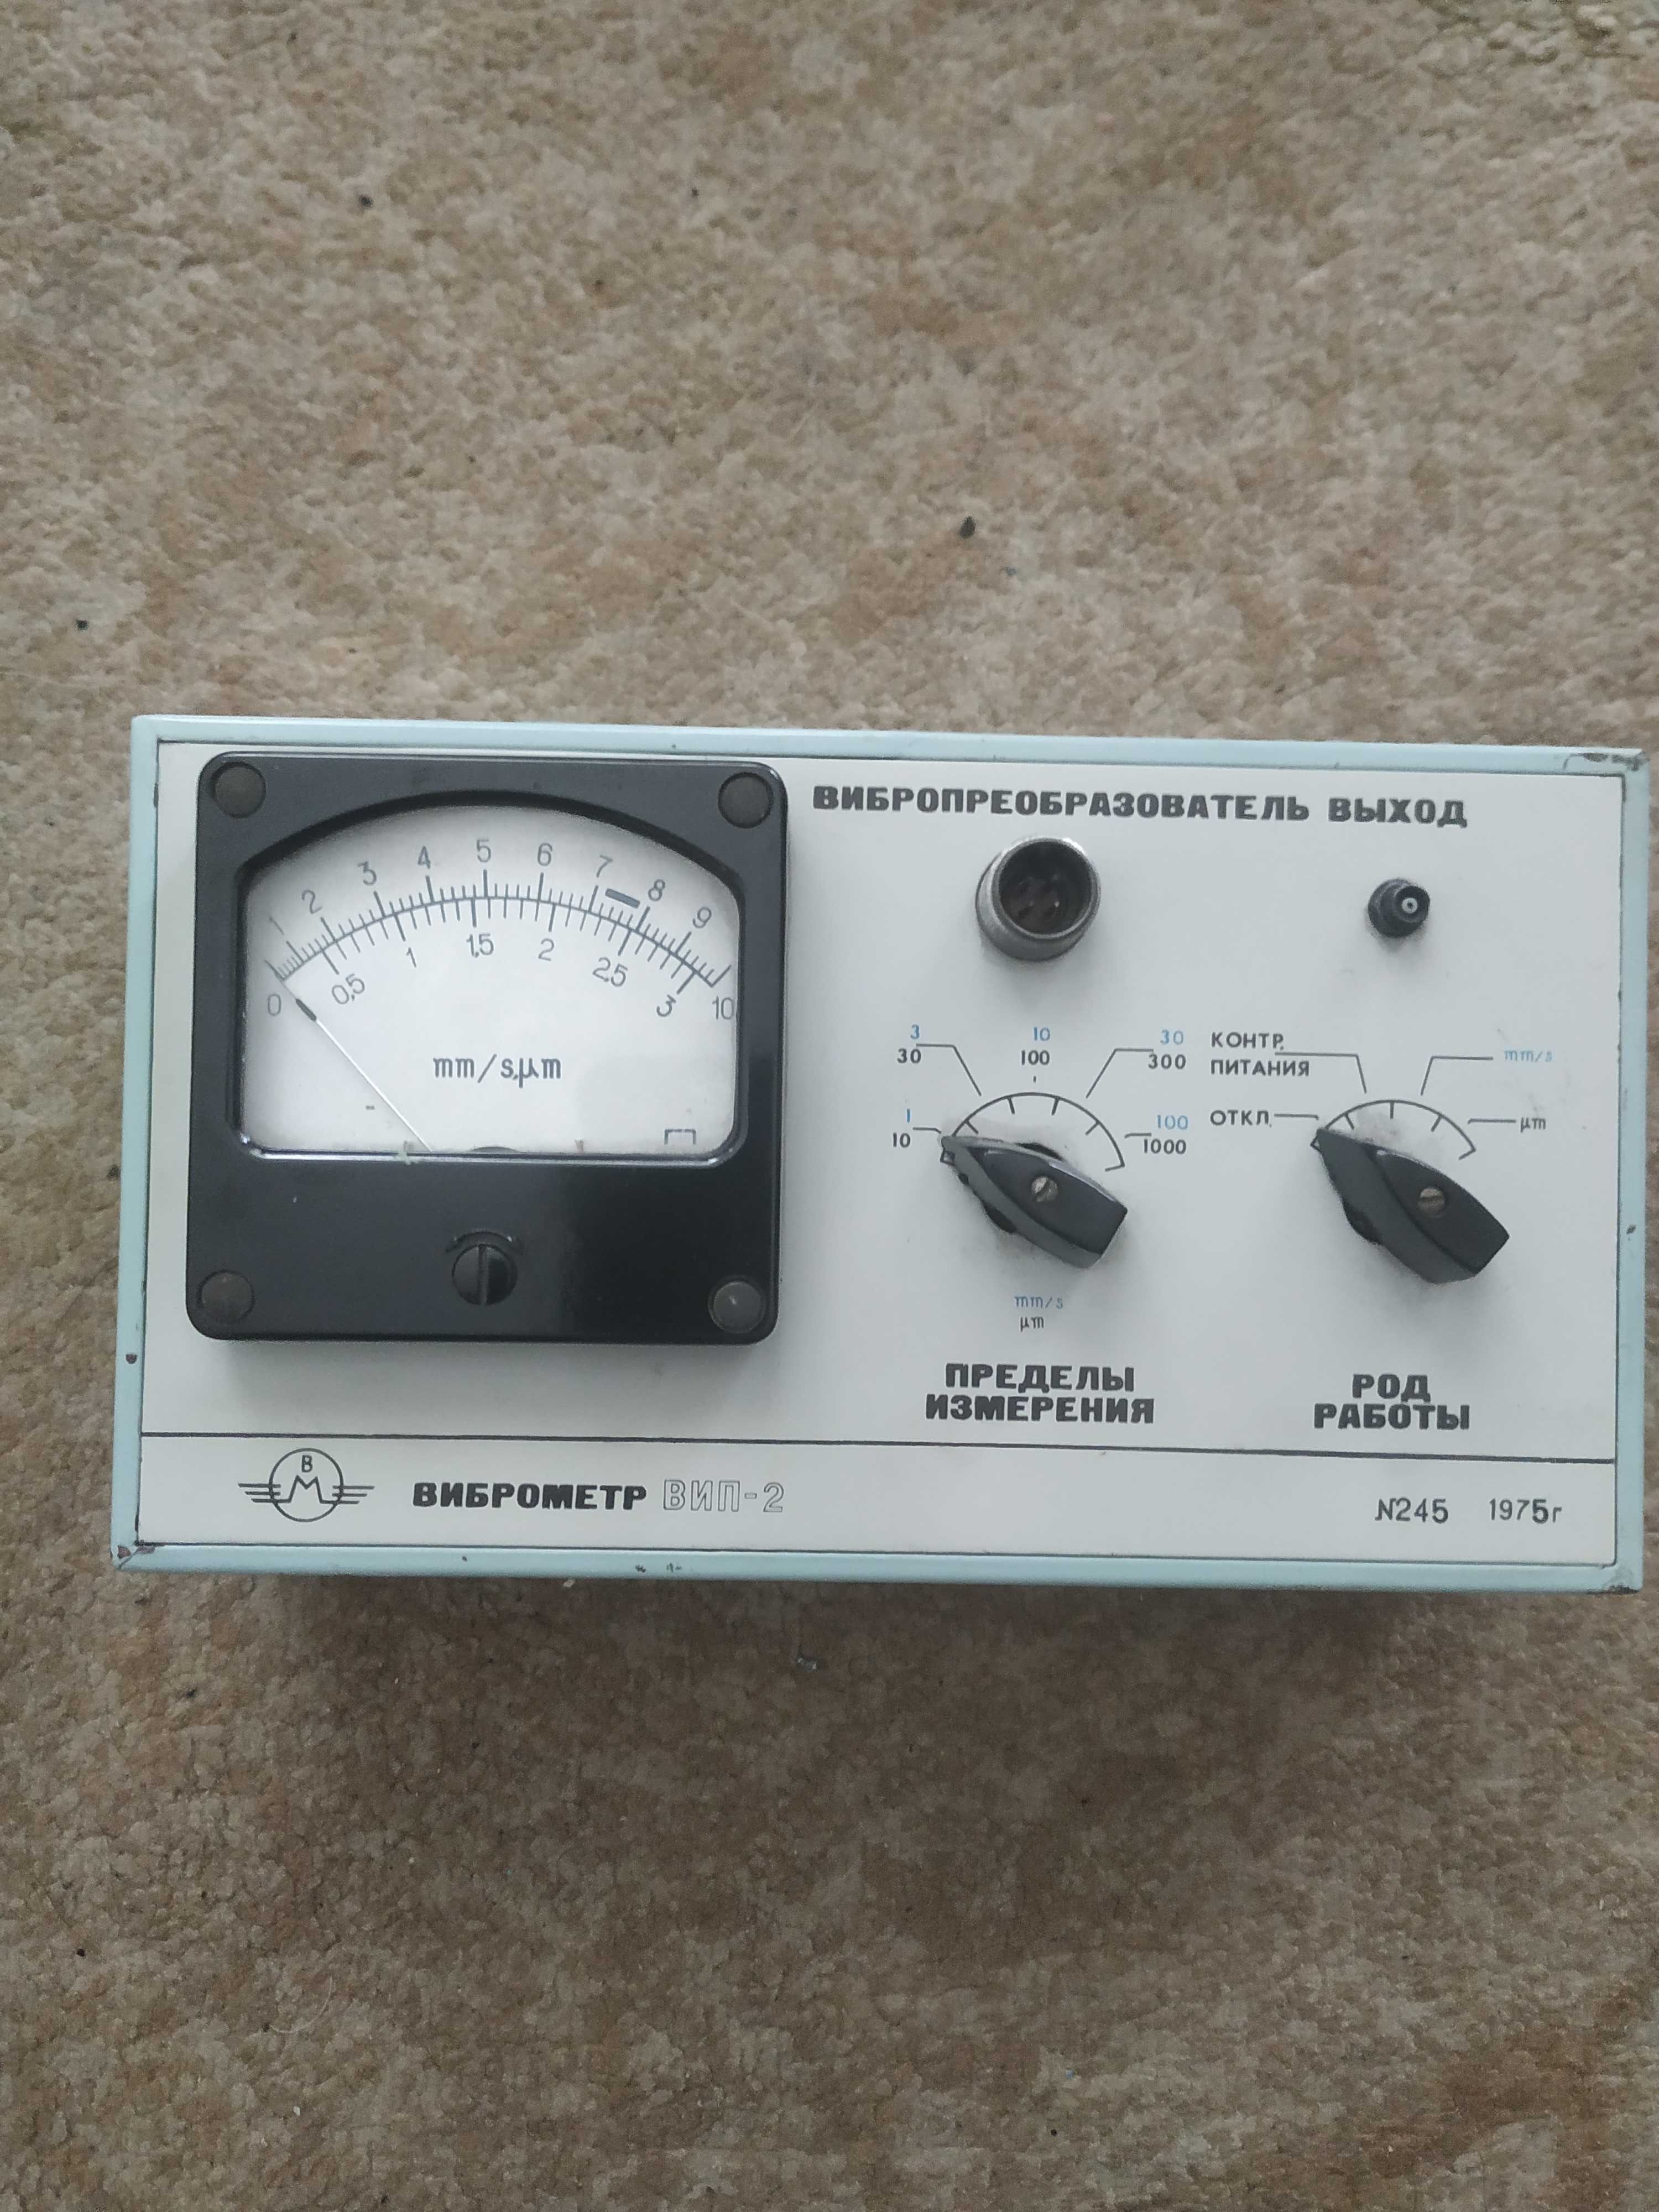 ВИБРОПРЕОБРАЗОВАТЕЛЬ ВЫХОД
1 2 3 4 5 6 7 8 9
0 0,5 1 1,5 2 2,5 3 10
mm/s,μm
3 10 30
30 100 300
1 100
10 1000
КОНТР.
ПИТАНИЯ
ОТКЛ.
mm/s
μm
mm/s
μm
ПРЕДЕЛЫ
ИЗМЕРЕНИЯ
РОД
РАБОТЫ
В
М
ВИБРОМЕТР ВИП-2
№245 1975г